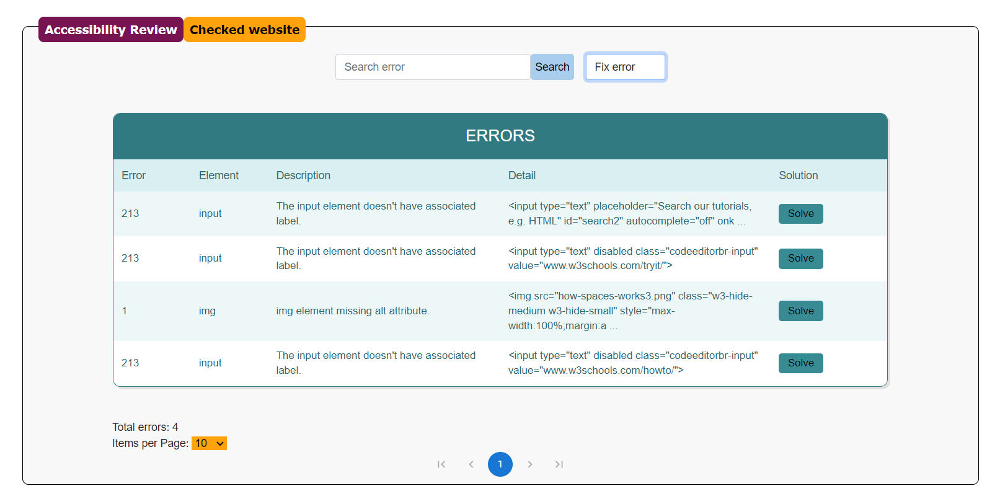 Accessibility Review Checked website
Search error Search Fix error
ERRORS
Error Element Description Detail Solution
213 input The input element doesn't have associated label. <input type="text" placeholder="Search our tutorials, e.g. HTML" id="search2" autocomplete="off" onk ... Solve
213 input The input element doesn't have associated label. <input type="text" disabled class="codeeditorbr-input" value="www.w3schools.com/tryit/"> Solve
1 img img element missing alt attribute. <img src="how-spaces-works3.png" class="w3-hide-medium w3-hide-small" style="max-width:100%;margin:a ... Solve
213 input The input element doesn't have associated label. <input type="text" disabled class="codeeditorbr-input" value="www.w3schools.com/howto/"> Solve
Total errors: 4
Items per Page: 10
1